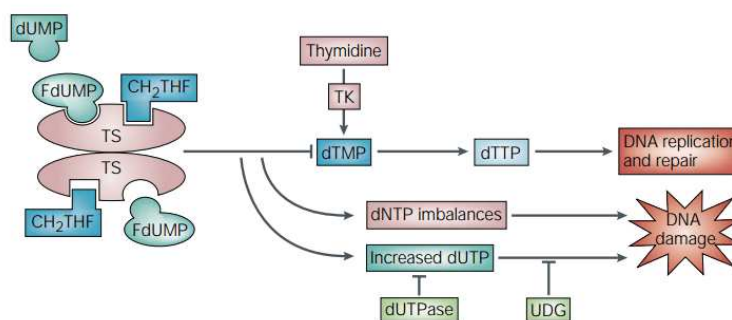 dUMP
FdUMP
CH₂THF
TS
TS
CH₂THF
FdUMP
Thymidine
TK
dTMP
dTTP
DNA replication
and repair
dNTP imbalances
DNA
damage
Increased dUTP
dUTPase
UDG